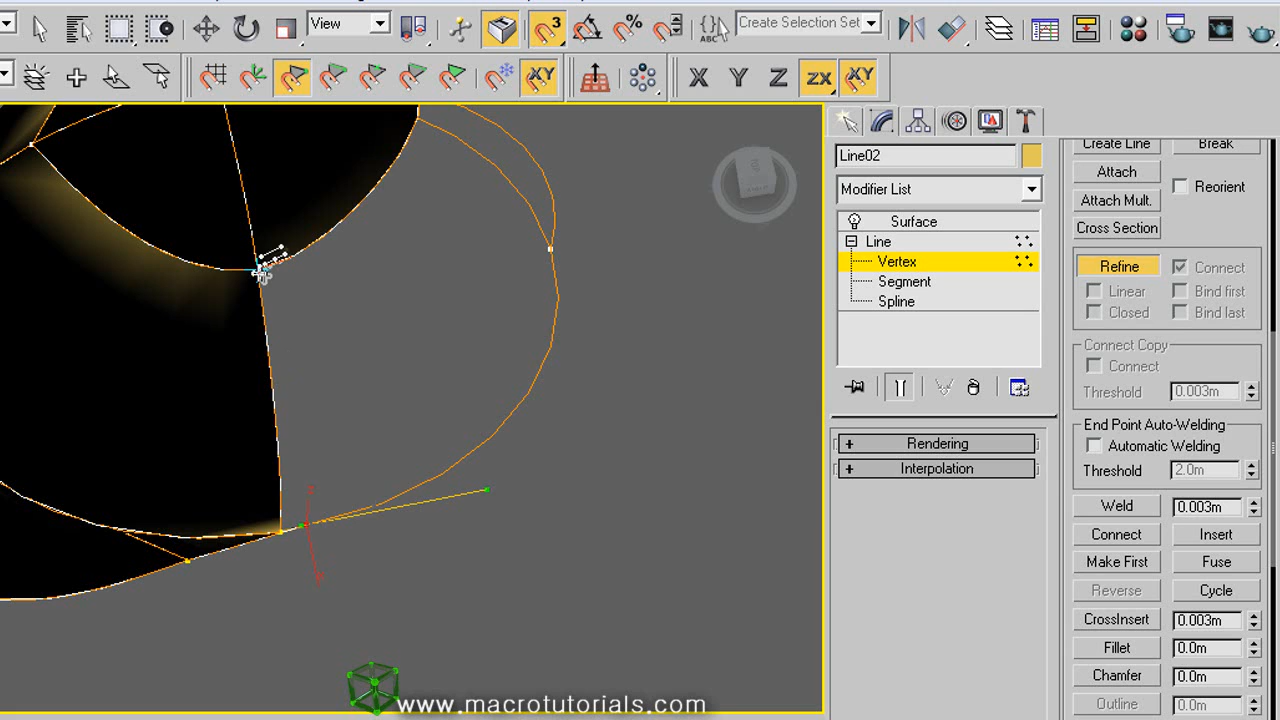 View
3
%
{} ABC
Create Selection Set
XY
X Y Z ZX XY
Line02
Modifier List
Surface
Line
Vertex
Segment
Spline
+ Rendering
+ Interpolation
Create Line Break
Attach
Reorient
Attach Mult.
Cross Section
Refine Connect
Linear Bind first
Closed Bind last
Connect Copy
Connect
Threshold 0.003m
End Point Auto-Welding
Automatic Welding
Threshold 2.0m
Weld 0.003m
Connect Insert
Make First Fuse
Reverse Cycle
CrossInsert 0.003m
Fillet 0.0m
Chamfer 0.0m
Outline 0.0m
www.macrotutorials.com